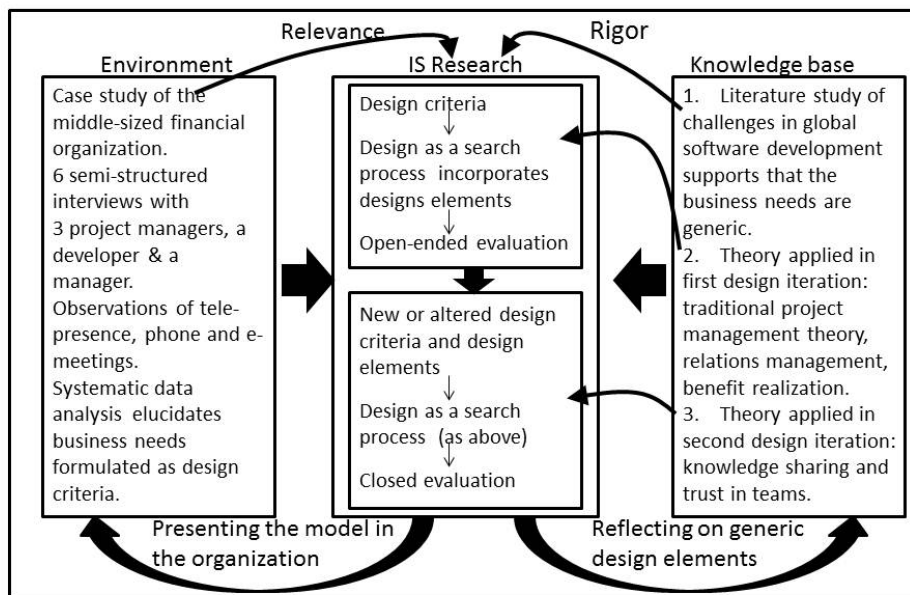 Relevance
Rigor
Environment
Case study of the
middle-sized financial
organization.
6 semi-structured
interviews with
3 project managers, a
developer & a
manager.
Observations of tele-
presence, phone and e-
meetings.
Systematic data
analysis elucidates
business needs
formulated as design
criteria.
IS Research
Design criteria
Design as a search
process incorporates
designs elements
Open-ended evaluation
New or altered design
criteria and design
elements
Design as a search
process (as above)
Closed evaluation
Knowledge base
1. Literature study of
challenges in global
software development
supports that the
business needs are
generic.
2. Theory applied in
first design iteration:
traditional project
management theory,
relations management,
benefit realization.
3. Theory applied in
second design iteration:
knowledge sharing and
trust in teams.
Presenting the model in
the organization
Reflecting on generic
design elements